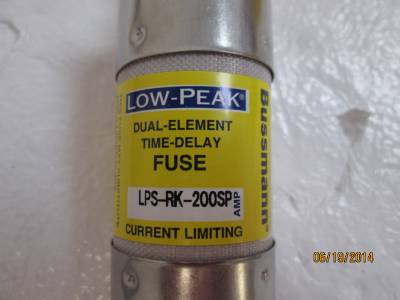 LOW-PEAK®
DUAL-ELEMENT
TIME-DELAY
FUSE
LPS-RK-200SP
AMP
CURRENT LIMITING
Bussmann®
06/19/2014